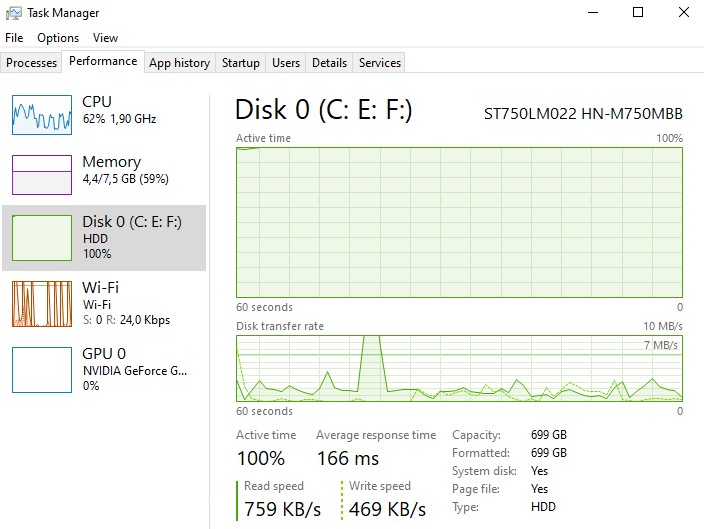 Task Manager
File Options View
Processes Performance App history Startup Users Details Services
CPU
62% 1,90 GHz
Memory
4,4/7,5 GB (59%)
Disk 0 (C: E: F:)
HDD
100%
Wi-Fi
Wi-Fi
S: 0 R: 24,0 Kbps
GPU 0
NVIDIA GeForce G...
0%
Disk 0 (C: E: F:) ST750LM022 HN-M750MBB
Active time 100%
60 seconds 0
Disk transfer rate 10 MB/s
7 MB/s
60 seconds 0
Active time Average response time
100% 166 ms
Read speed Write speed
759 KB/s 469 KB/s
Capacity: 699 GB
Formatted: 699 GB
System disk: Yes
Page file: Yes
Type: HDD